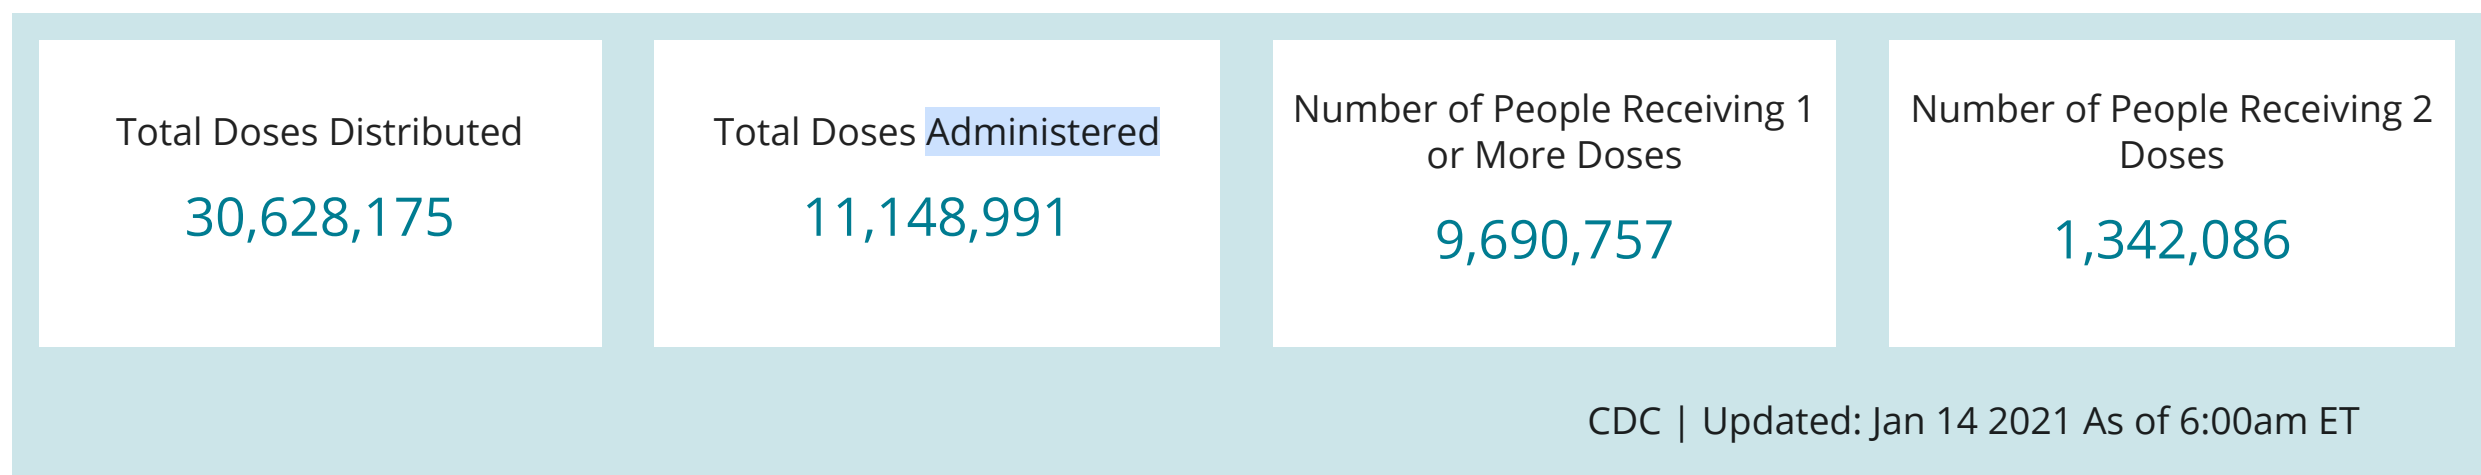 Total Doses Distributed
30,628,175
Total Doses Administered
11,148,991
Number of People Receiving 1
or More Doses
9,690,757
Number of People Receiving 2
Doses
1,342,086
CDC | Updated: Jan 14 2021 As of 6:00am ET